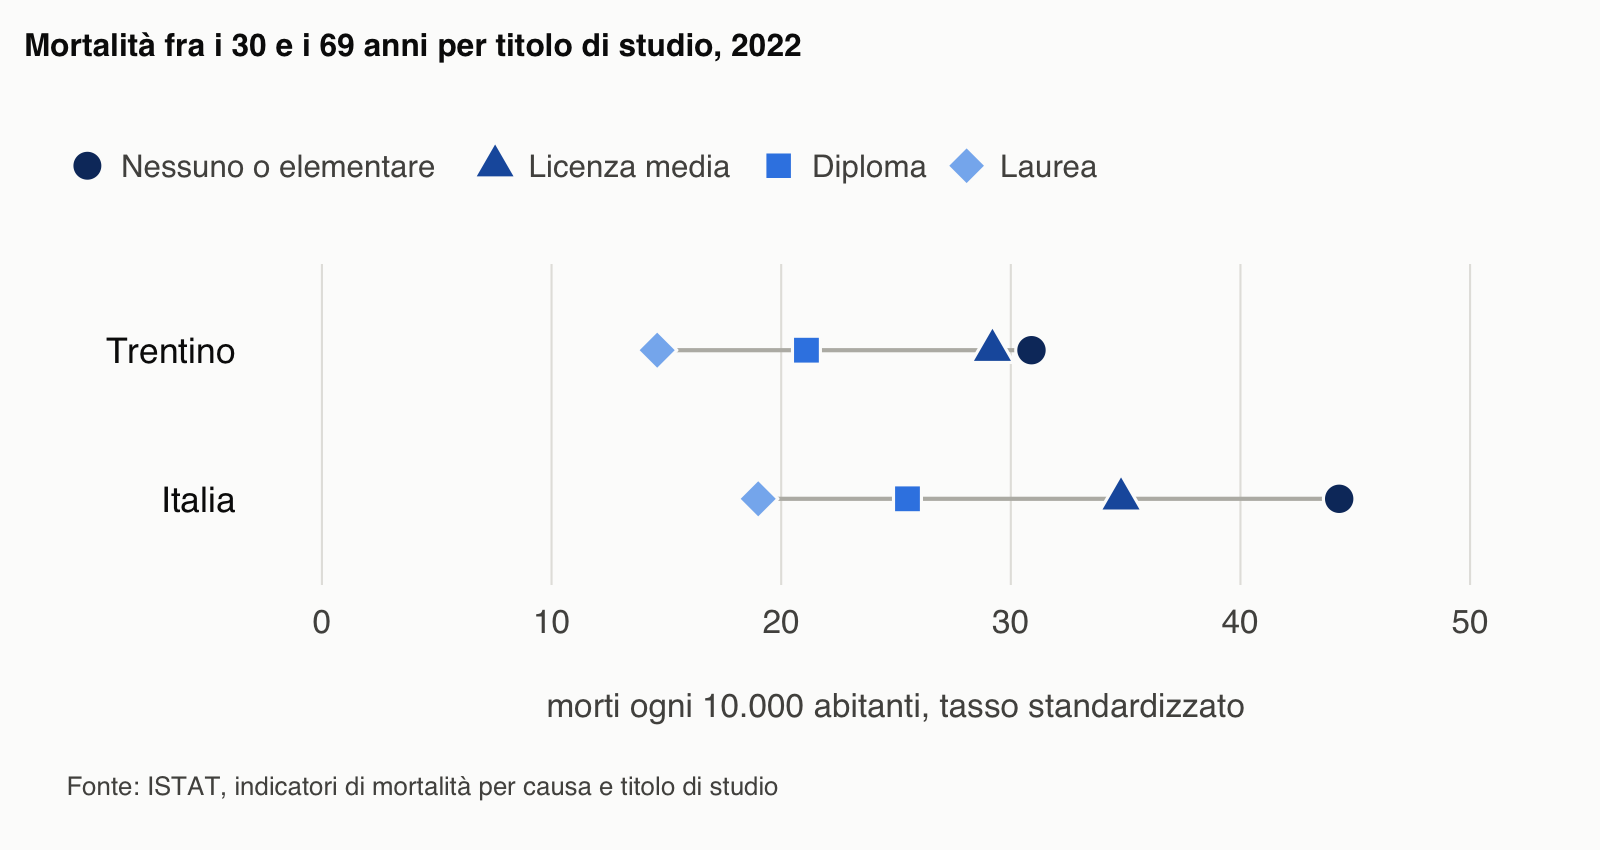 Mortalità fra i 30 e i 69 anni per titolo di studio, 2022
Nessuno o elementare Licenza media Diploma Laurea
Trentino
Italia
0 10 20 30 40 50
morti ogni 10.000 abitanti, tasso standardizzato
Fonte: ISTAT, indicatori di mortalità per causa e titolo di studio